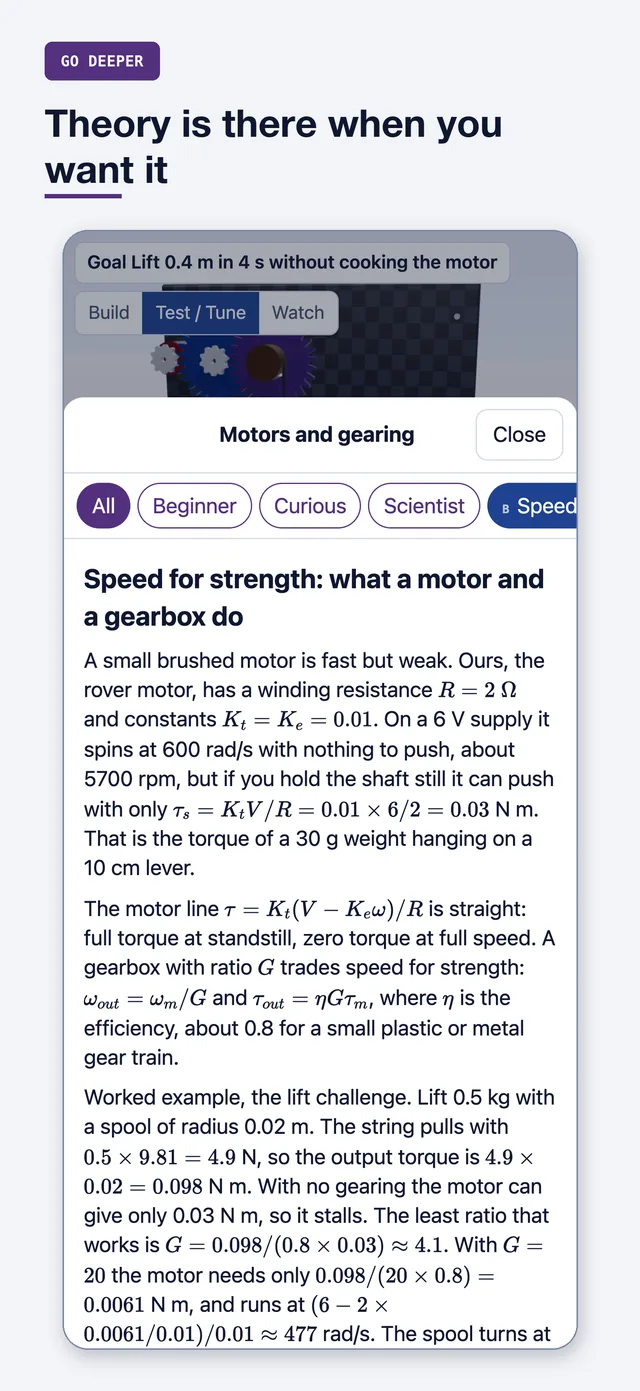 GO DEEPER
Theory is there when you
want it
Goal Lift 0.4 m in 4 s without cooking the motor
Build Test / Tune Watch
Motors and gearing Close
All Beginner Curious Scientist B Speed
Speed for strength: what a motor and
a gearbox do
A small brushed motor is fast but weak. Ours, the
rover motor, has a winding resistance R = 2 Ω
and constants Kₜ = Kₑ = 0.01. On a 6 V supply it
spins at 600 rad/s with nothing to push, about
5700 rpm, but if you hold the shaft still it can push
with only τₛ = KₜV/R = 0.01 × 6/2 = 0.03 N m.
That is the torque of a 30 g weight hanging on a
10 cm lever.
The motor line τ = Kₜ(V − Kₑω)/R is straight:
full torque at standstill, zero torque at full speed. A
gearbox with ratio G trades speed for strength:
ω_out = ω_m/G and τ_out = ηGτ_m, where η is the
efficiency, about 0.8 for a small plastic or metal
gear train.
Worked example, the lift challenge. Lift 0.5 kg with
a spool of radius 0.02 m. The string pulls with
0.5 × 9.81 = 4.9 N, so the output torque is 4.9 ×
0.02 = 0.098 N m. With no gearing the motor can
give only 0.03 N m, so it stalls. The least ratio that
works is G = 0.098/(0.8 × 0.03) ≈ 4.1. With G =
20 the motor needs only 0.098/(20 × 0.8) =
0.0061 N m, and runs at (6 − 2 ×
0.0061/0.01)/0.01 ≈ 477 rad/s. The spool turns at